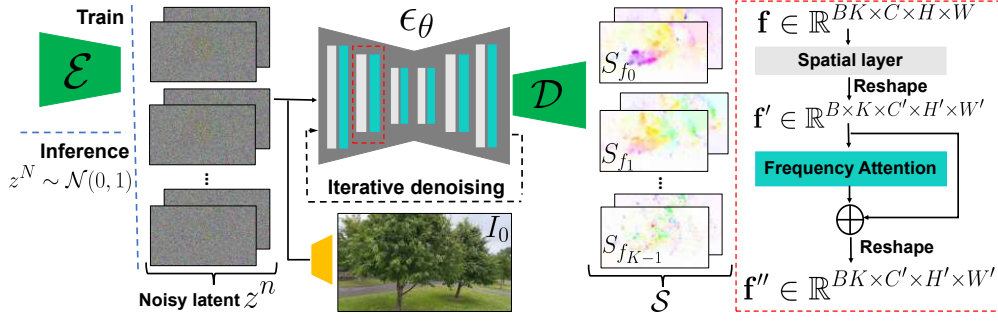 Train
ℰ
Inference
z^N ∼ 𝒩(0, 1)
⋮
Noisy latent z^n
ϵ_θ
Iterative denoising
I_0
𝒟
S_{f_0}
S_{f_1}
⋮
S_{f_{K−1}}
𝒮
f ∈ ℝ^{BK×C×H×W}
Spatial layer
Reshape
f′ ∈ ℝ^{B×K×C′×H′×W′}
Frequency Attention
Reshape
f″ ∈ ℝ^{BK×C′×H′×W′}